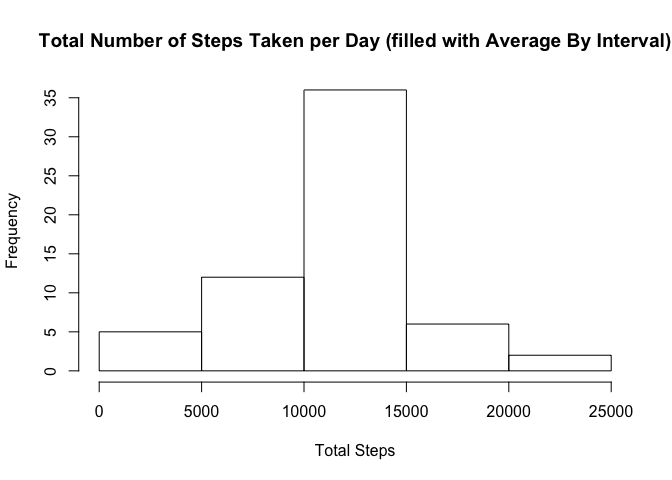 Total Number of Steps Taken per Day (filled with Average By Interval)
Frequency
35
30
25
20
15
10
5
0
0 5000 10000 15000 20000 25000
Total Steps